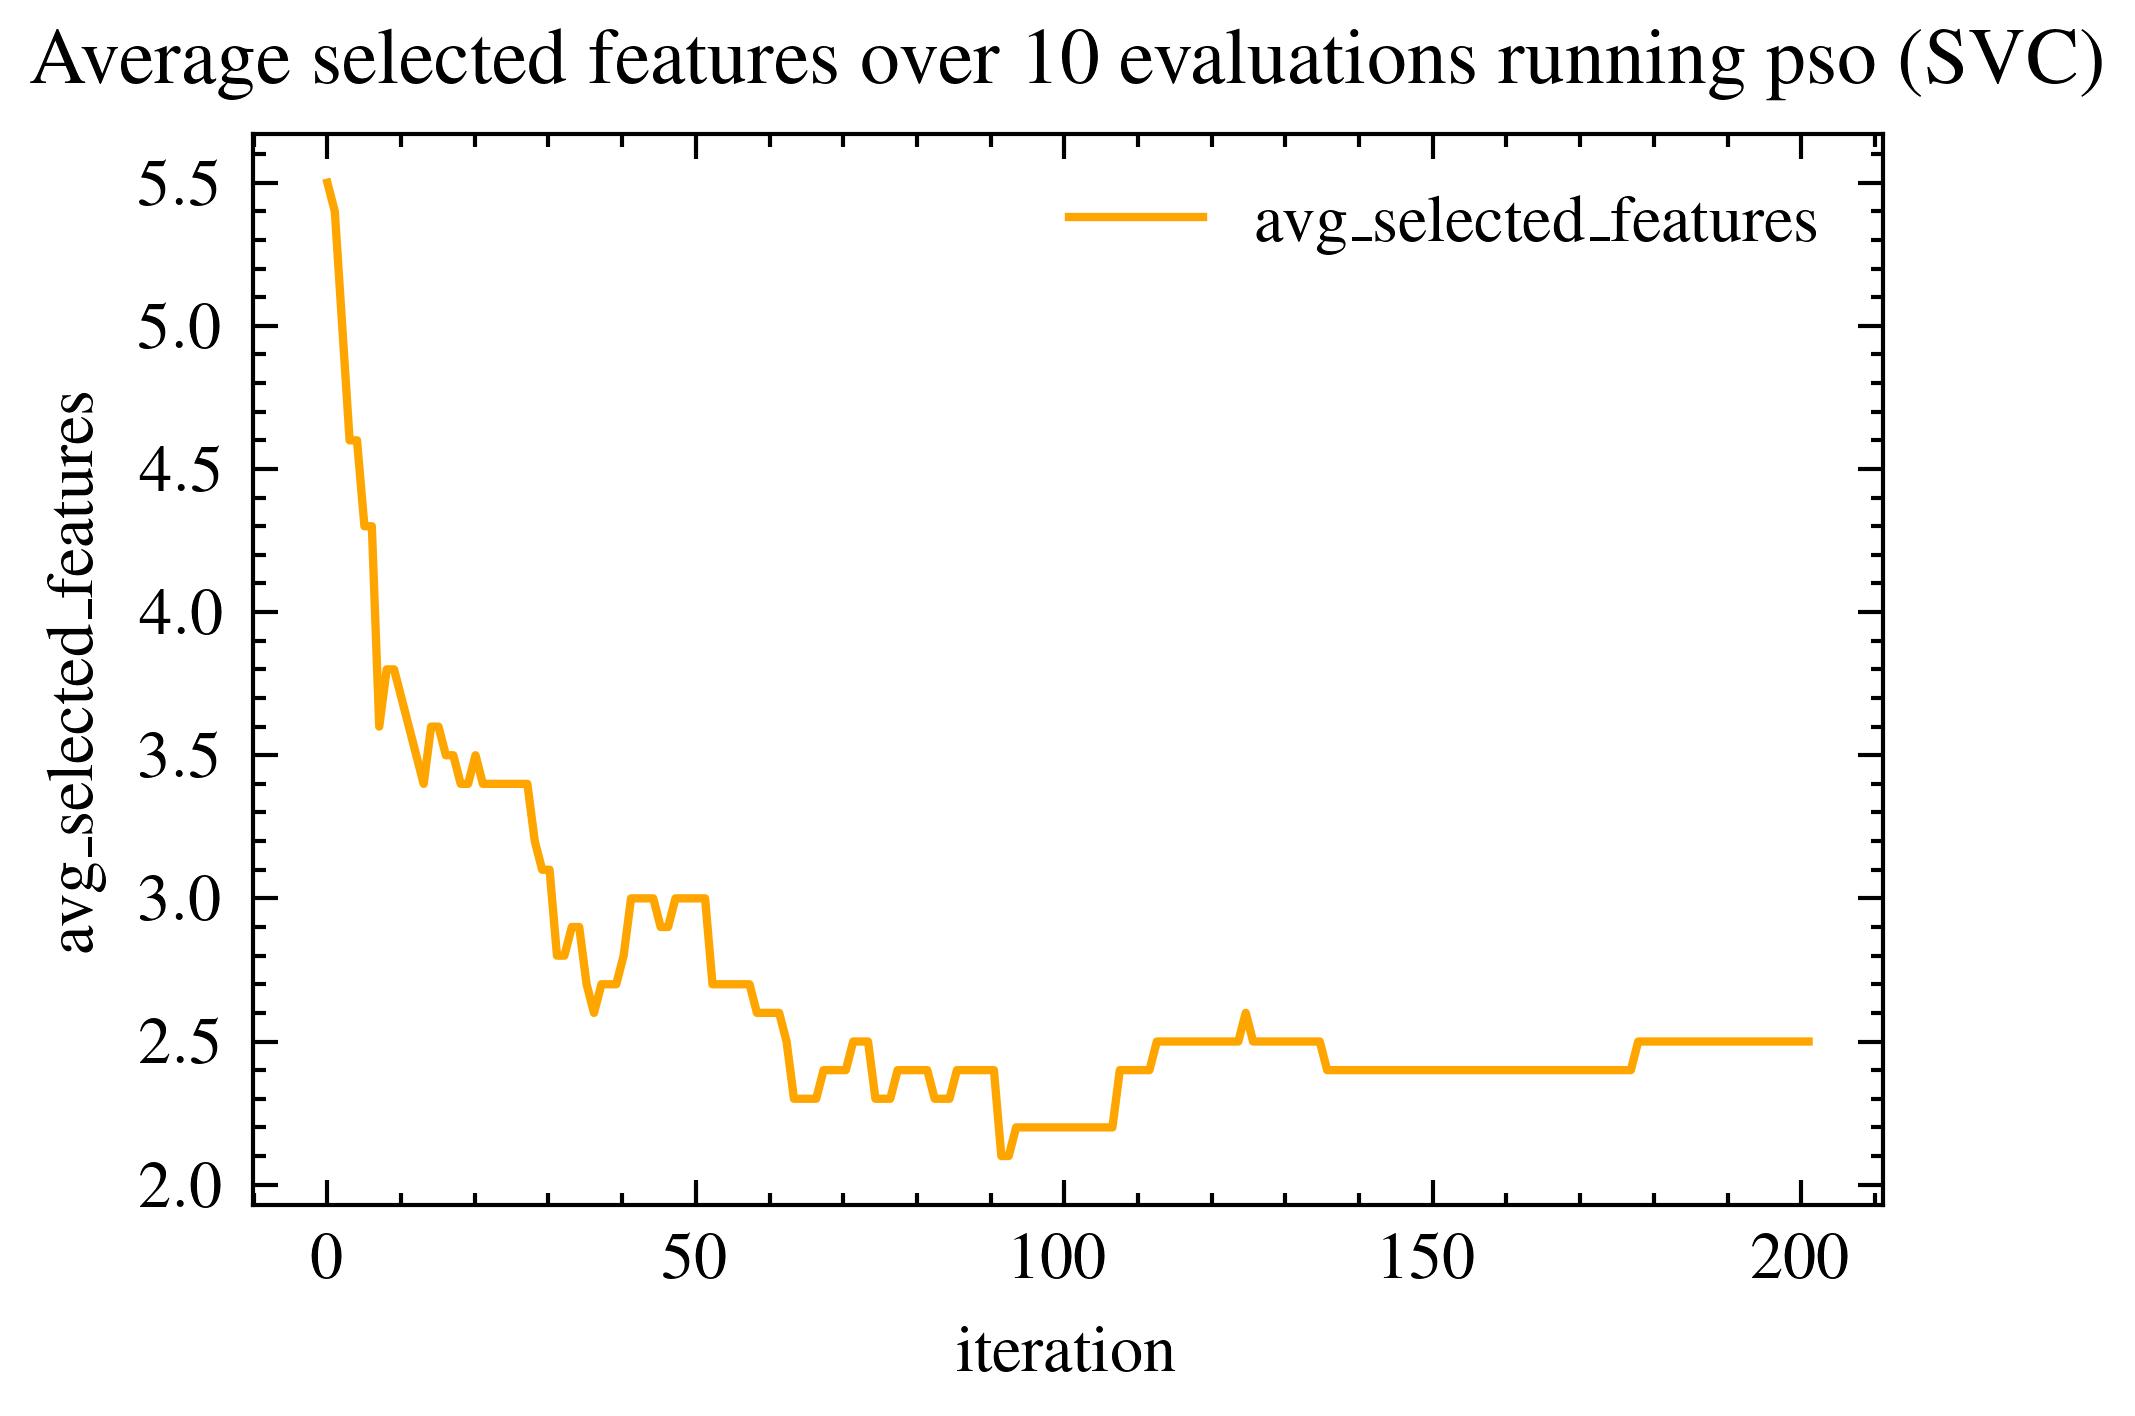 Average selected features over 10 evaluations running pso (SVC)
avg_selected_features
5.5
5.0
4.5
4.0
3.5
3.0
2.5
2.0
avg_selected_features
0 50 100 150 200
iteration